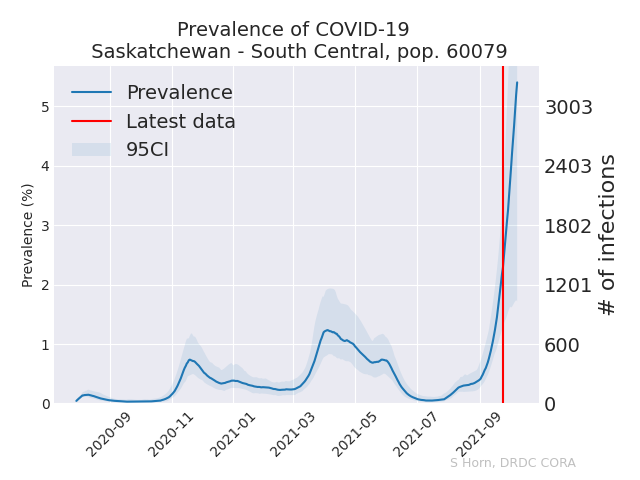 Prevalence of COVID-19
Saskatchewan - South Central, pop. 60079
Prevalence
Latest data
95CI
Prevalence (%)
5
4
3
2
1
0
3003
2403
1802
1201
600
0
# of infections
2020-09
2020-11
2021-01
2021-03
2021-05
2021-07
2021-09
S Horn, DRDC CORA